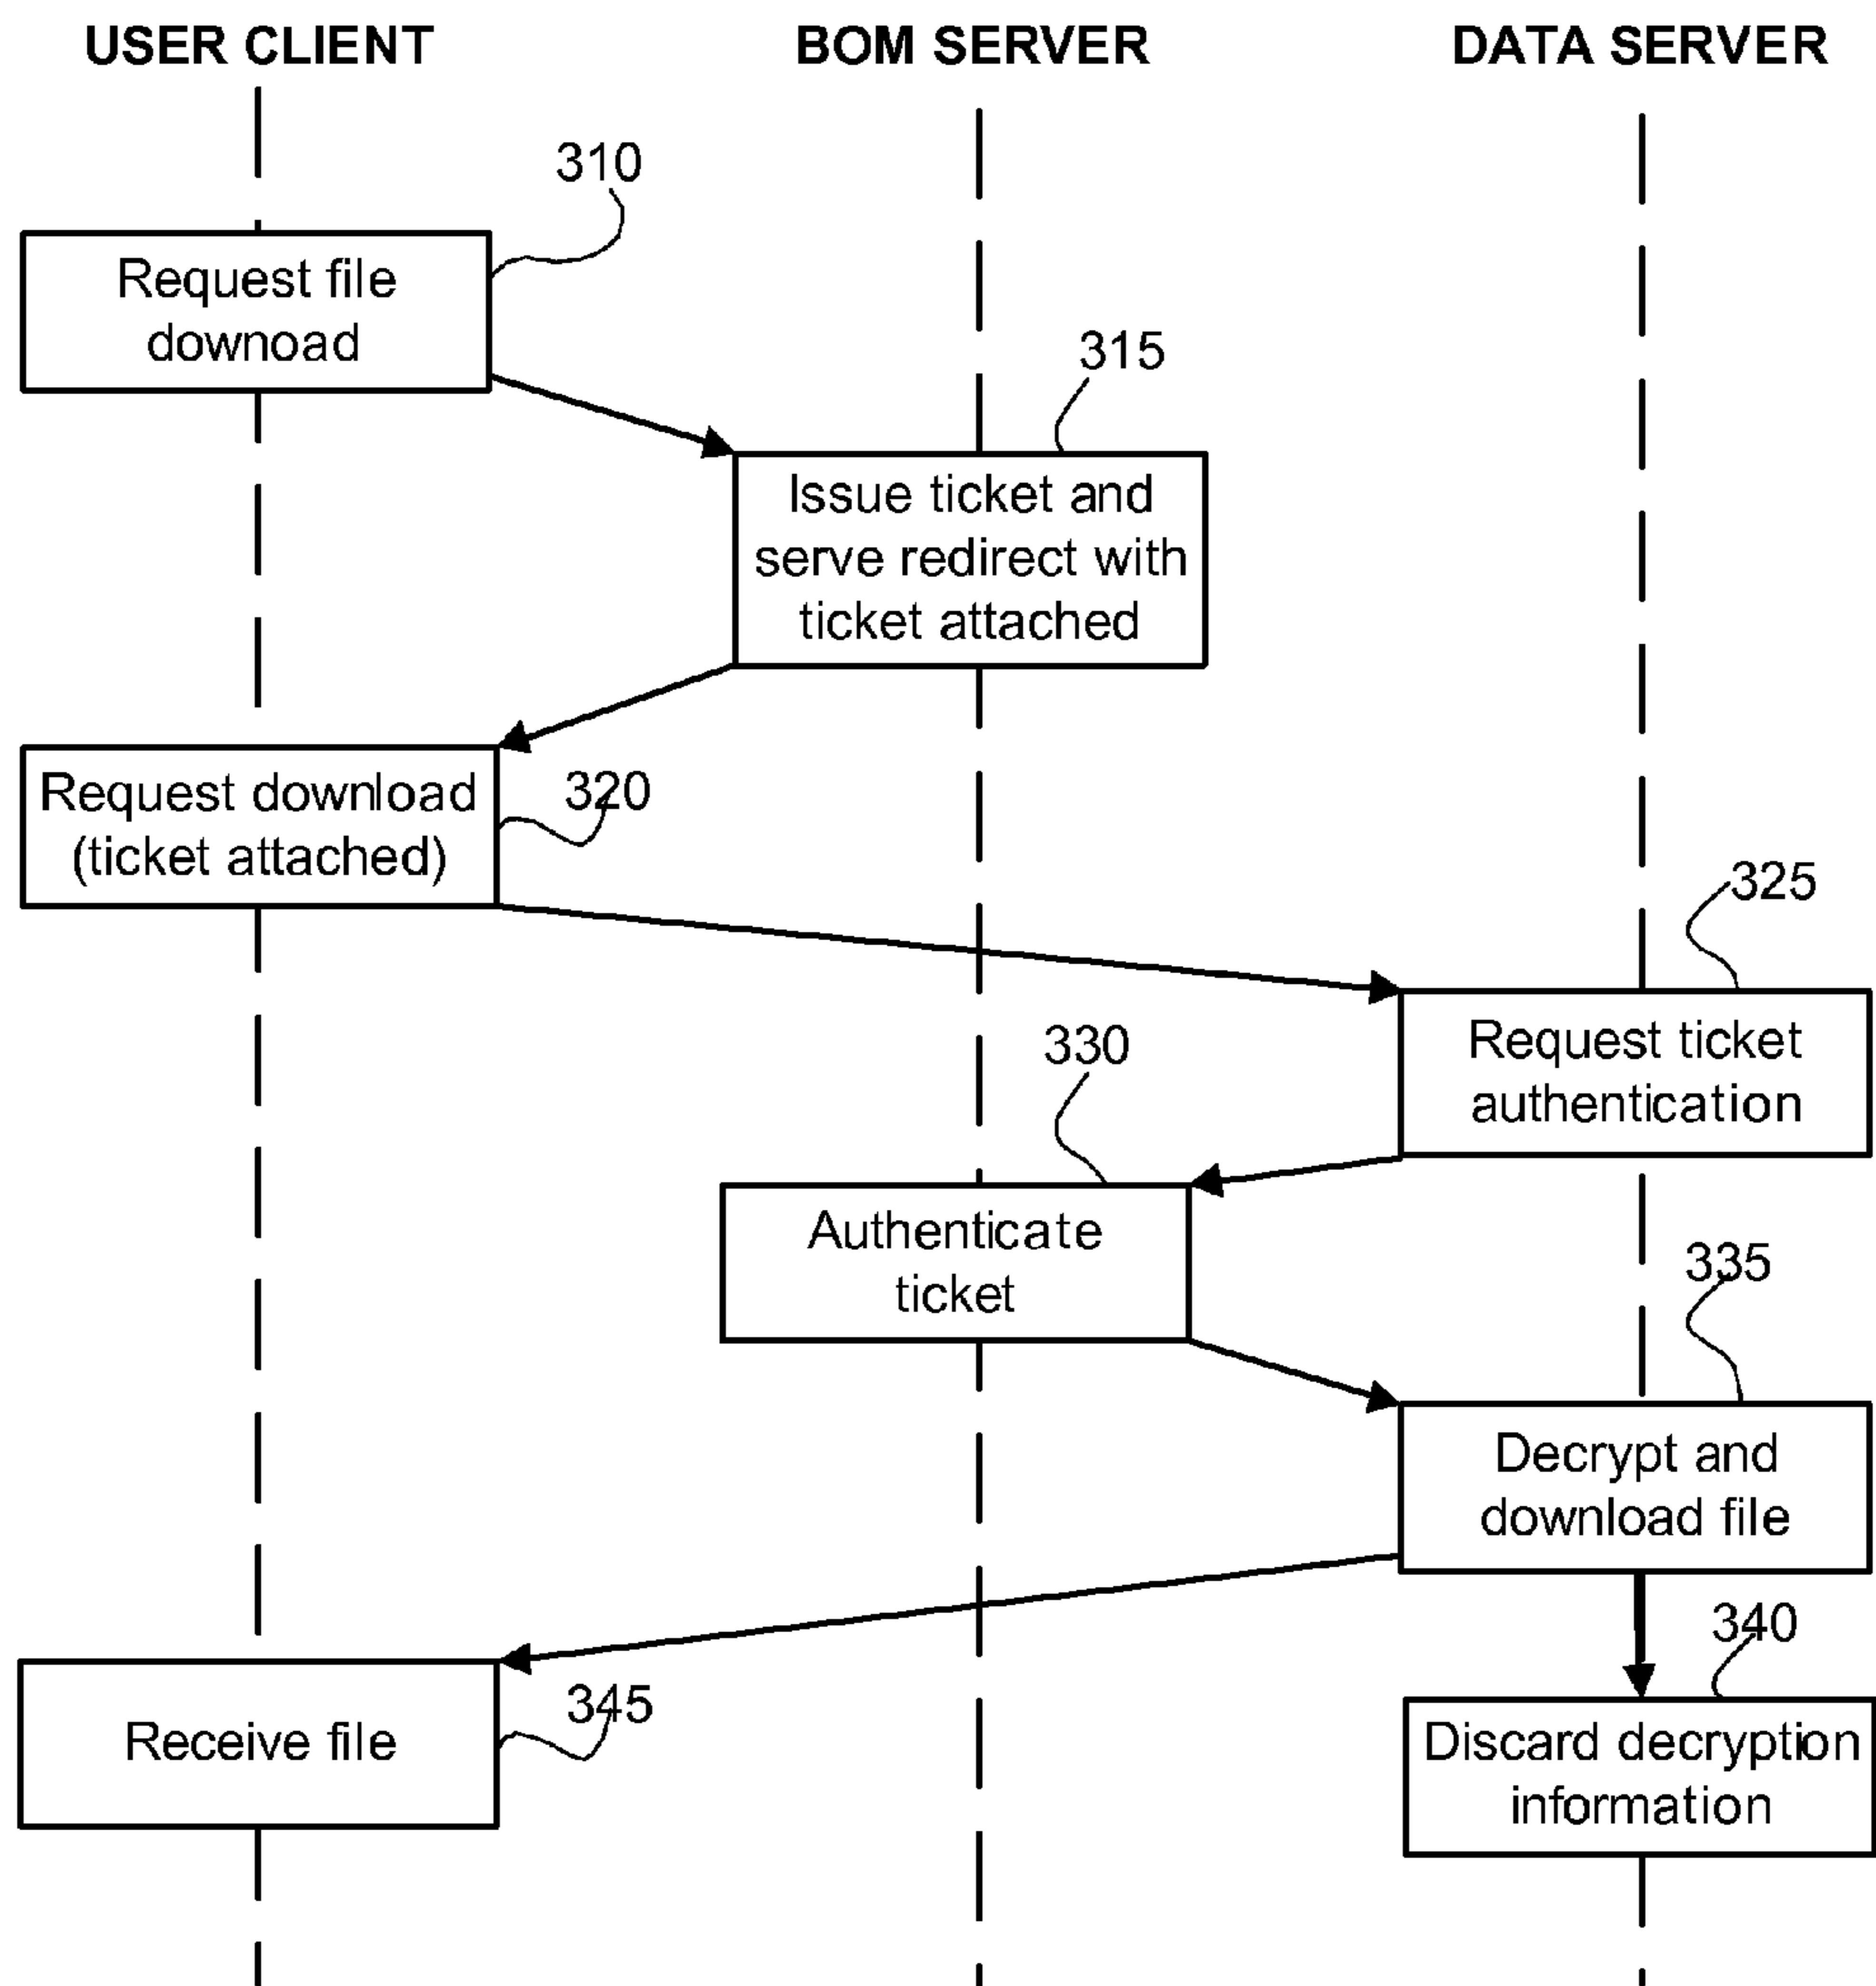 USER CLIENT
BOM SERVER
DATA SERVER
310
Request file
downoad
315
Issue ticket and
serve redirect with
ticket attached
320
Request download
(ticket attached)
325
Request ticket
authentication
330
Authenticate
ticket
335
Decrypt and
download file
340
345
Receive file
Discard decryption
information